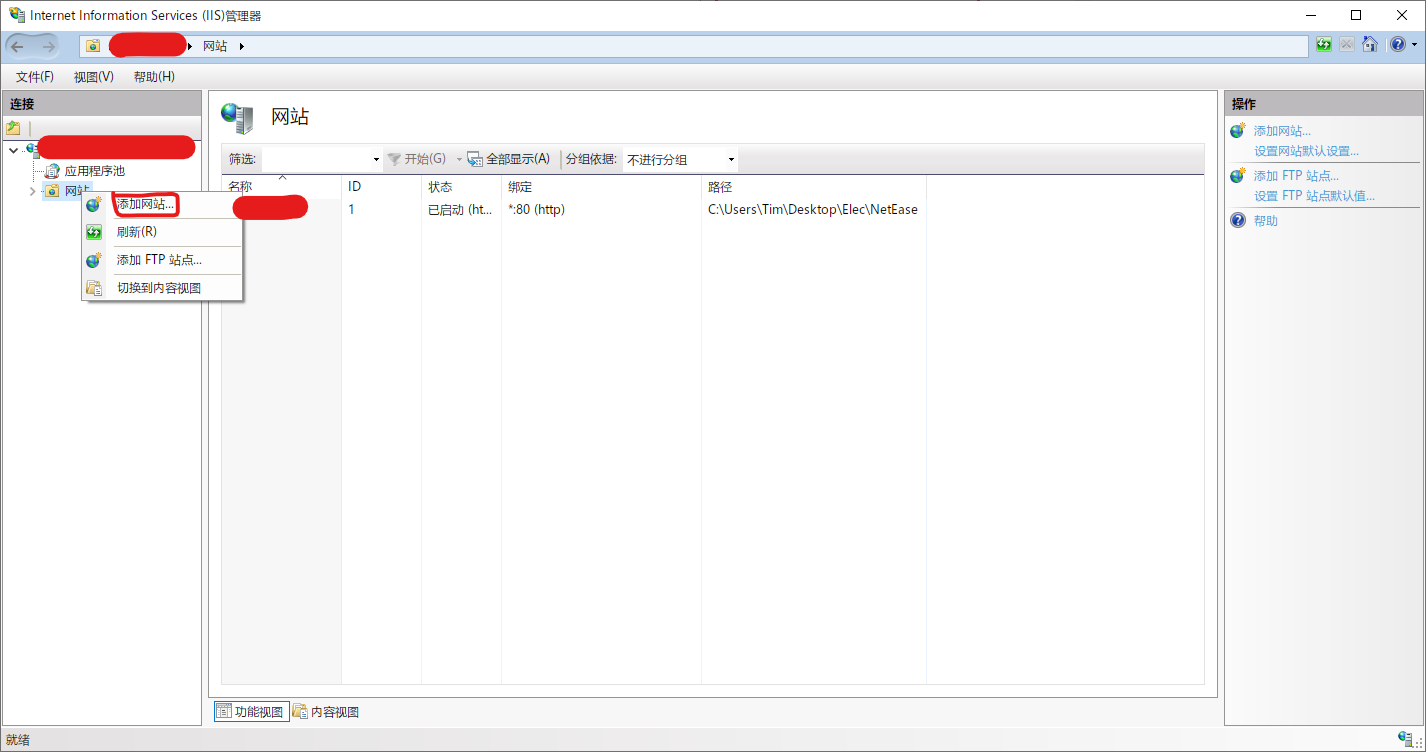 Internet Information Services (IIS)管理器
网站
文件(F) 视图(V) 帮助(H)
连接
应用程序池
网站
添加网站...
刷新(R)
添加 FTP 站点...
切换到内容视图
网站
筛选: 开始(G) 全部显示(A) 分组依据: 不进行分组
名称 ID 状态 绑定 路径
1 已启动 (ht... *:80 (http) C:\Users\Tim\Desktop\Elec\NetEase
功能视图 内容视图
操作
添加网站...
设置网站默认设置...
添加 FTP 站点...
设置 FTP 站点默认值...
帮助
就绪